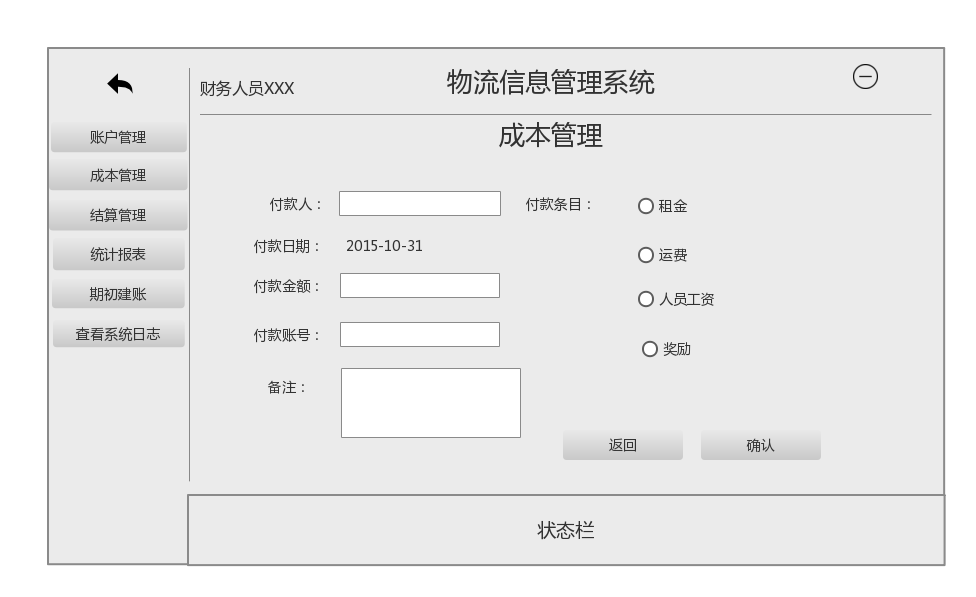 财务人员XXX
物流信息管理系统
成本管理
账户管理
成本管理
结算管理
统计报表
期初建账
查看系统日志
付款人：
付款条目：
租金
付款日期：
2015-10-31
运费
付款金额：
人员工资
付款账号：
奖励
备注：
返回
确认
状态栏